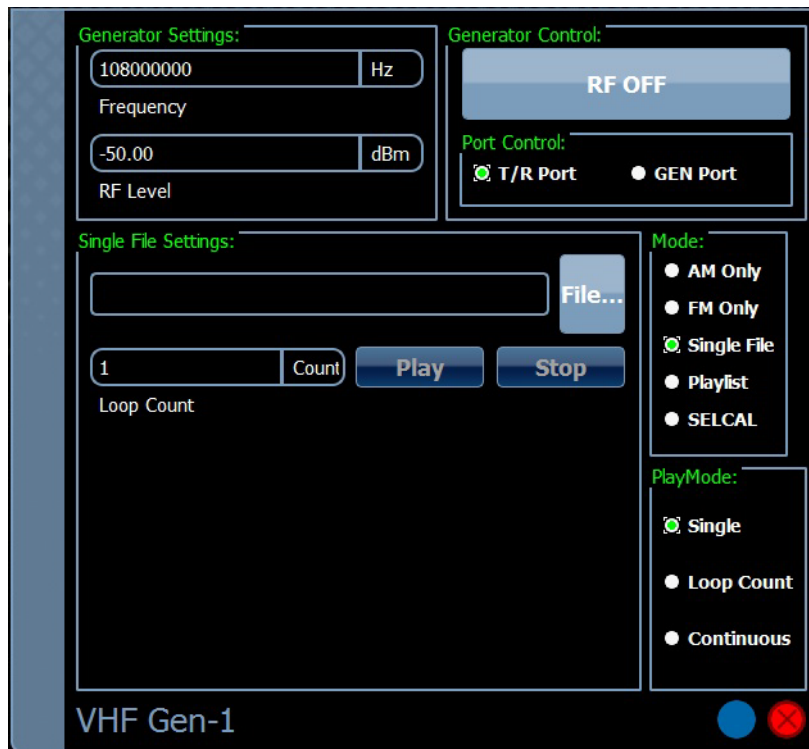 Generator Settings:
108000000 Hz
Frequency
-50.00 dBm
RF Level
Generator Control:
RF OFF
Port Control:
T/R Port GEN Port
Single File Settings:
File...
1 Count
Loop Count
Play Stop
Mode:
AM Only
FM Only
Single File
Playlist
SELCAL
PlayMode:
Single
Loop Count
Continuous
VHF Gen-1